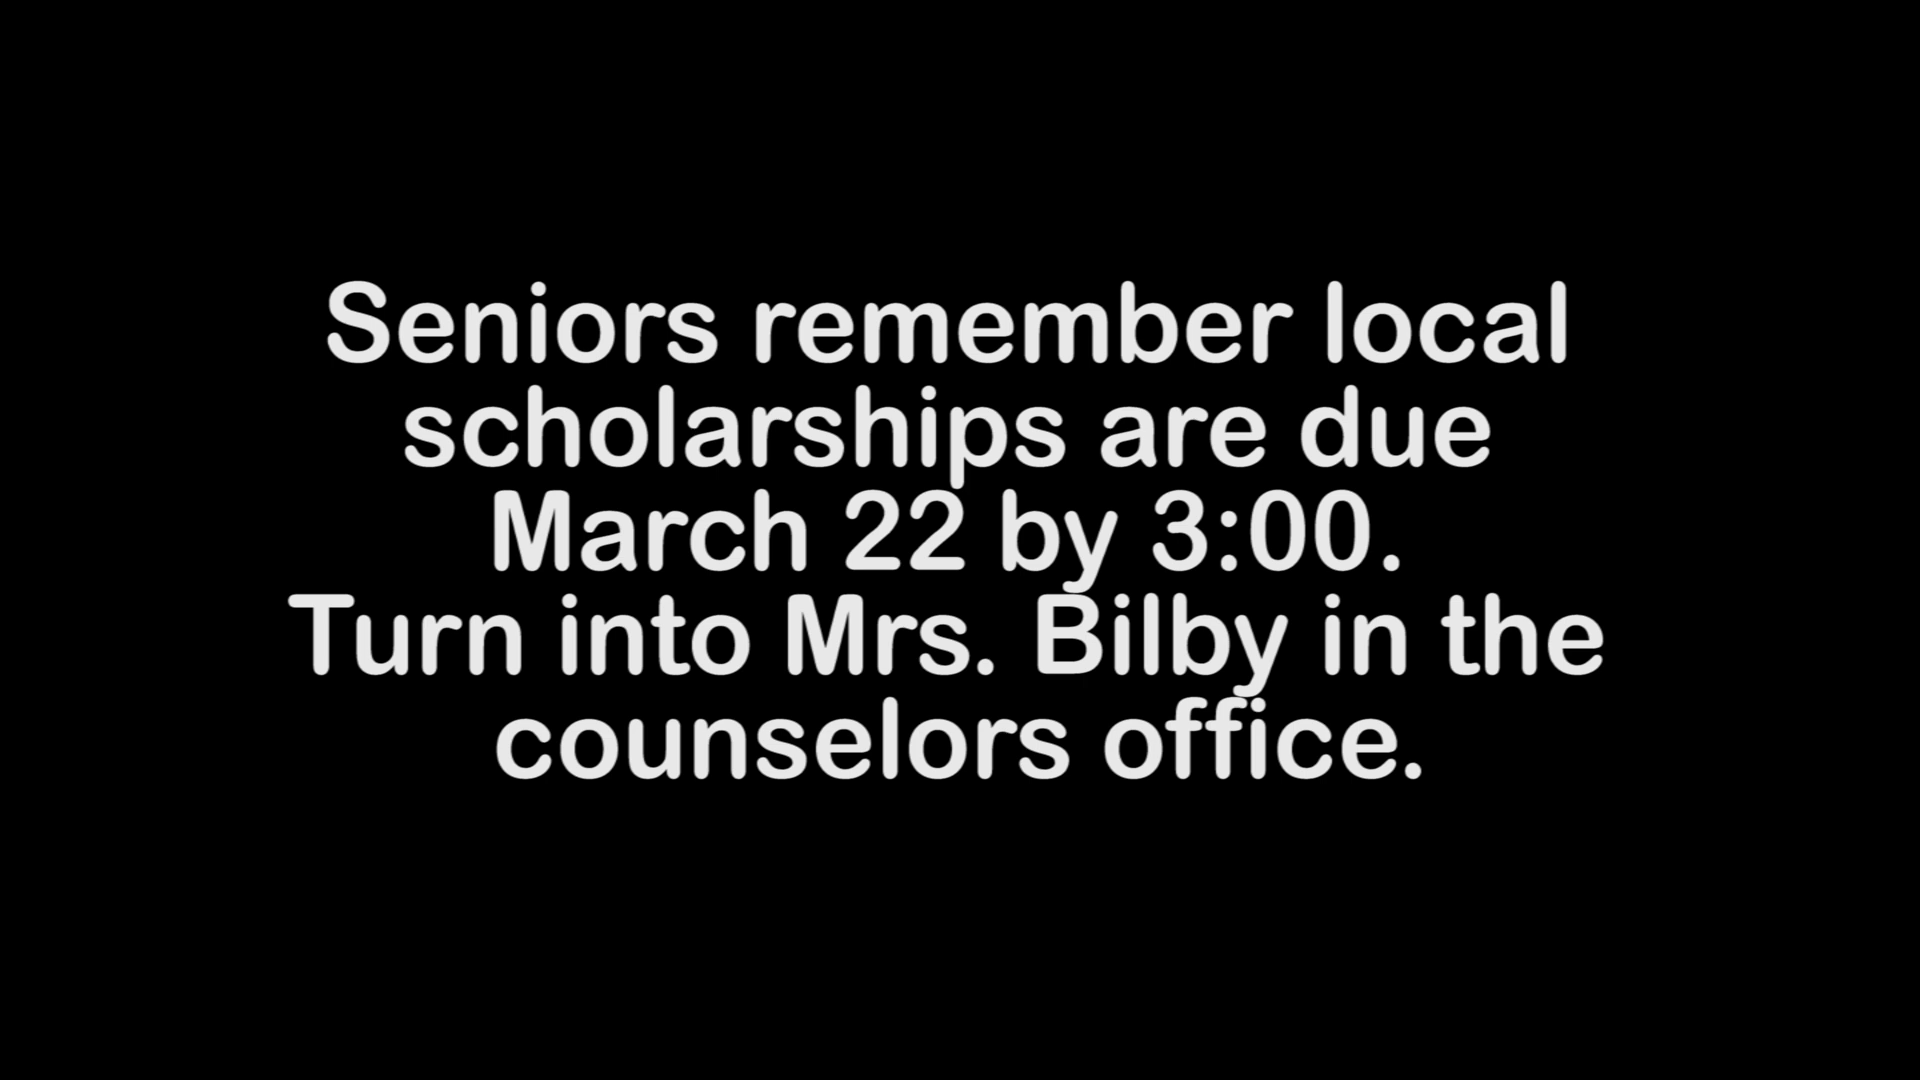 Seniors remember local
scholarships are due
March 22 by 3:00.
Turn into Mrs. Bilby in the
counselors office.